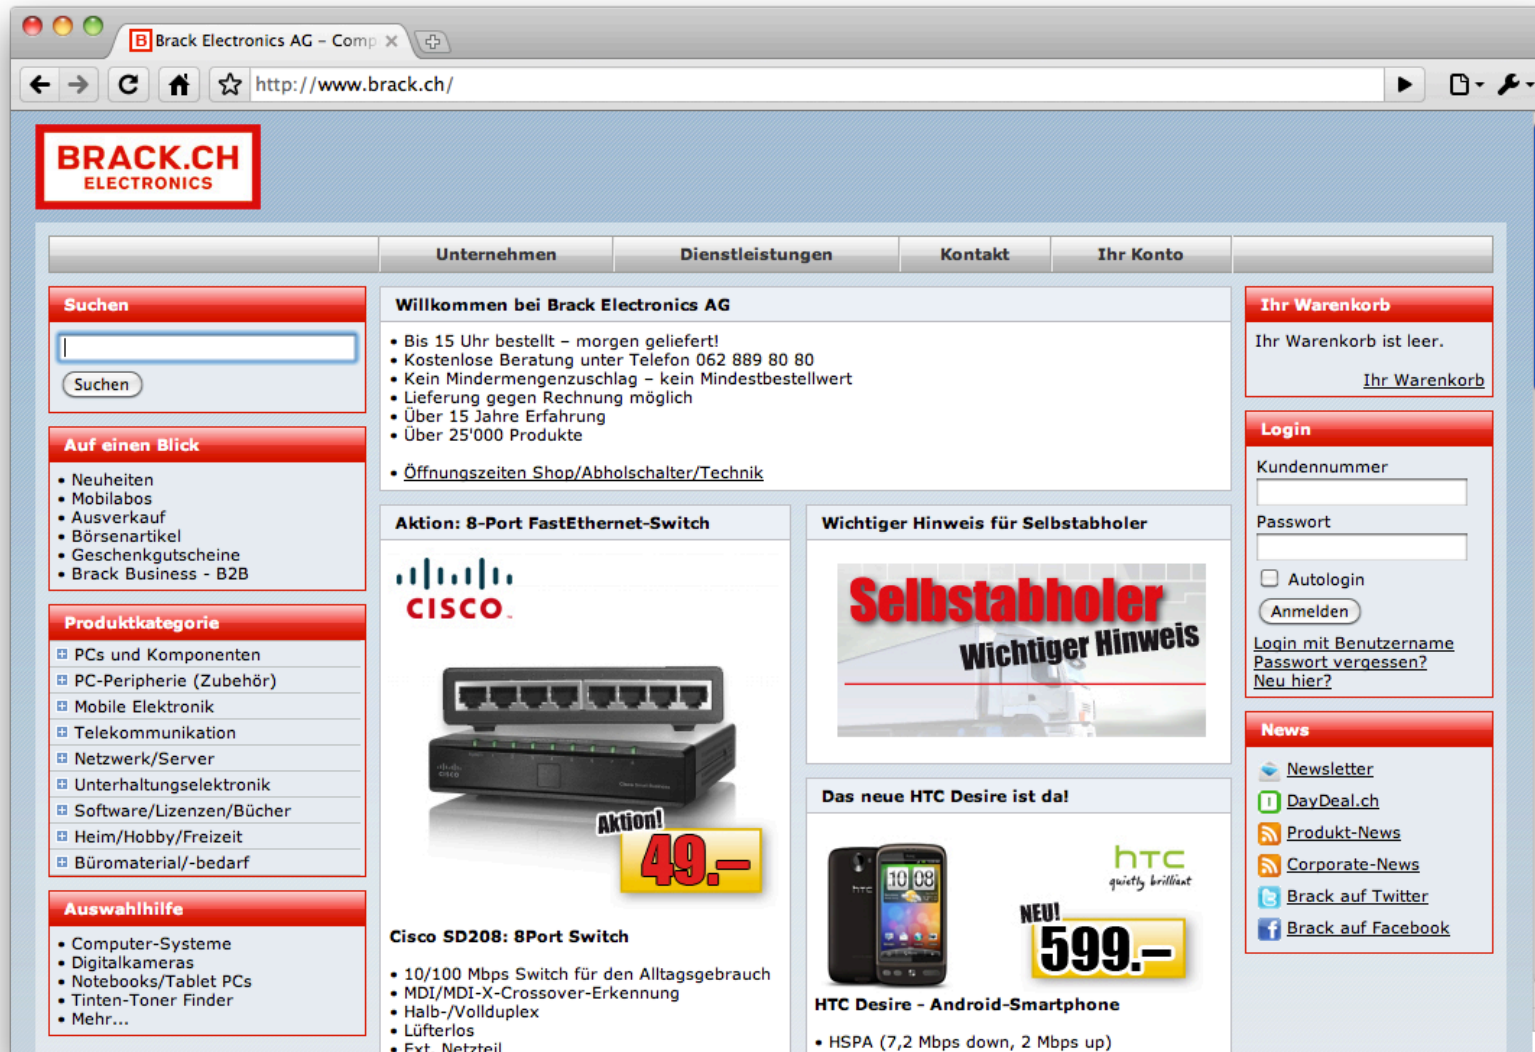 Brack Electronics AG – Comp
http://www.brack.ch/
BRACK.CH
ELECTRONICS
Unternehmen
Dienstleistungen
Kontakt
Ihr Konto
Suchen
Suchen
Auf einen Blick
• Neuheiten
• Mobilabos
• Ausverkauf
• Börsenartikel
• Geschenkgutscheine
• Brack Business - B2B
Produktkategorie
PCs und Komponenten
PC-Peripherie (Zubehör)
Mobile Elektronik
Telekommunikation
Netzwerk/Server
Unterhaltungselektronik
Software/Lizenzen/Bücher
Heim/Hobby/Freizeit
Büromaterial/-bedarf
Auswahlhilfe
• Computer-Systeme
• Digitalkameras
• Notebooks/Tablet PCs
• Tinten-Toner Finder
• Mehr...
Willkommen bei Brack Electronics AG
• Bis 15 Uhr bestellt – morgen geliefert!
• Kostenlose Beratung unter Telefon 062 889 80 80
• Kein Mindermengenzuschlag – kein Mindestbestellwert
• Lieferung gegen Rechnung möglich
• Über 15 Jahre Erfahrung
• Über 25'000 Produkte
• Öffnungszeiten Shop/Abholschalter/Technik
Aktion: 8-Port FastEthernet-Switch
CISCO
CISCO
Aktion!
49.–
Cisco SD208: 8Port Switch
• 10/100 Mbps Switch für den Alltagsgebrauch
• MDI/MDI-X-Crossover-Erkennung
• Halb-/Vollduplex
• Lüfterlos
• Ext. Netzteil
Wichtiger Hinweis für Selbstabholer
Selbstabholer
Wichtiger Hinweis
Das neue HTC Desire ist da!
hTC
quietly brilliant
hTC
10 08
NEU!
599.–
HTC Desire – Android-Smartphone
• HSPA (7,2 Mbps down, 2 Mbps up)
Ihr Warenkorb
Ihr Warenkorb ist leer.
Ihr Warenkorb
Login
Kundennummer
Passwort
Autologin
Anmelden
Login mit Benutzername
Passwort vergessen?
Neu hier?
News
Newsletter
DayDeal.ch
Produkt-News
Corporate-News
Brack auf Twitter
Brack auf Facebook